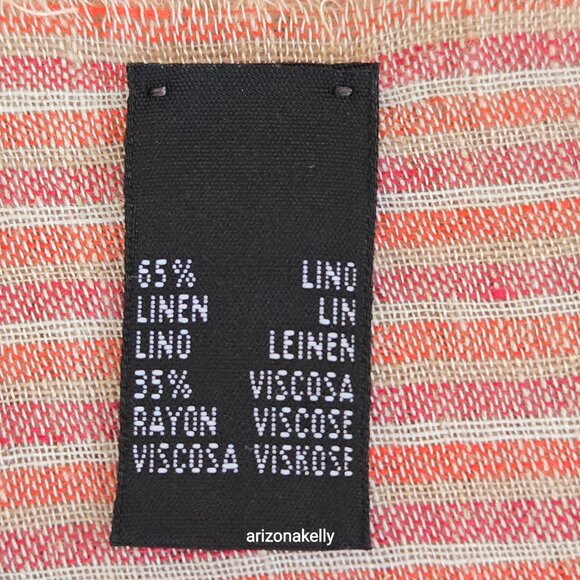 65% LINO
LINEN LIN
LINO LEINEN
35% VISCOSA
RAYON VISCOSE
VISCOSA VISKOSE
arizonakelly